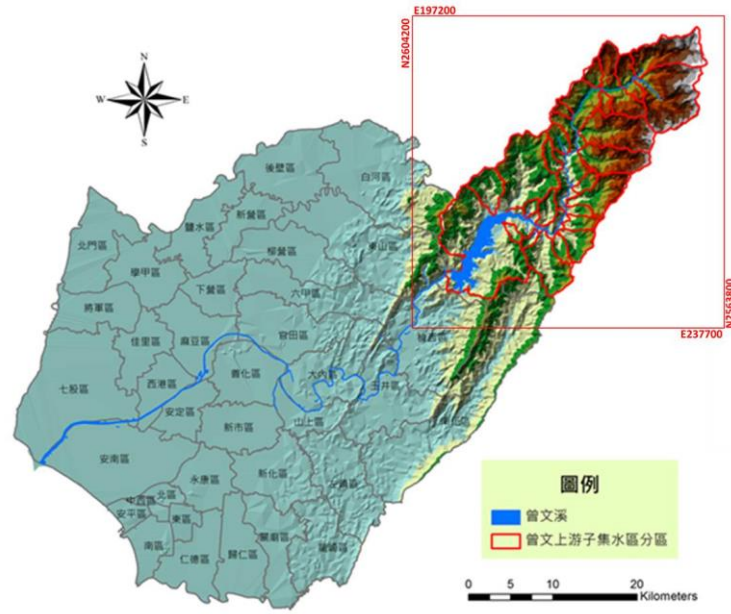 E197200
N2604200
N
W
E
S
後壁區
白河區
新營區
鹽水區
北門區
柳營區
東山區
學甲區
下營區
六甲區
將軍區
佳里區
麻豆區
官田區
N2563800
E237700
楠西區
七股區
西港區
善化區
大內區
玉井區
安定區
山上區
新市區
安南區
永康區
新化區
左鎮區
中西區
北區
安平區
東區
南區
仁德區
歸仁區
關廟區
龍崎區
圖例
曾文溪
曾文上游子集水區分區
0 5 10 20
Kilometers